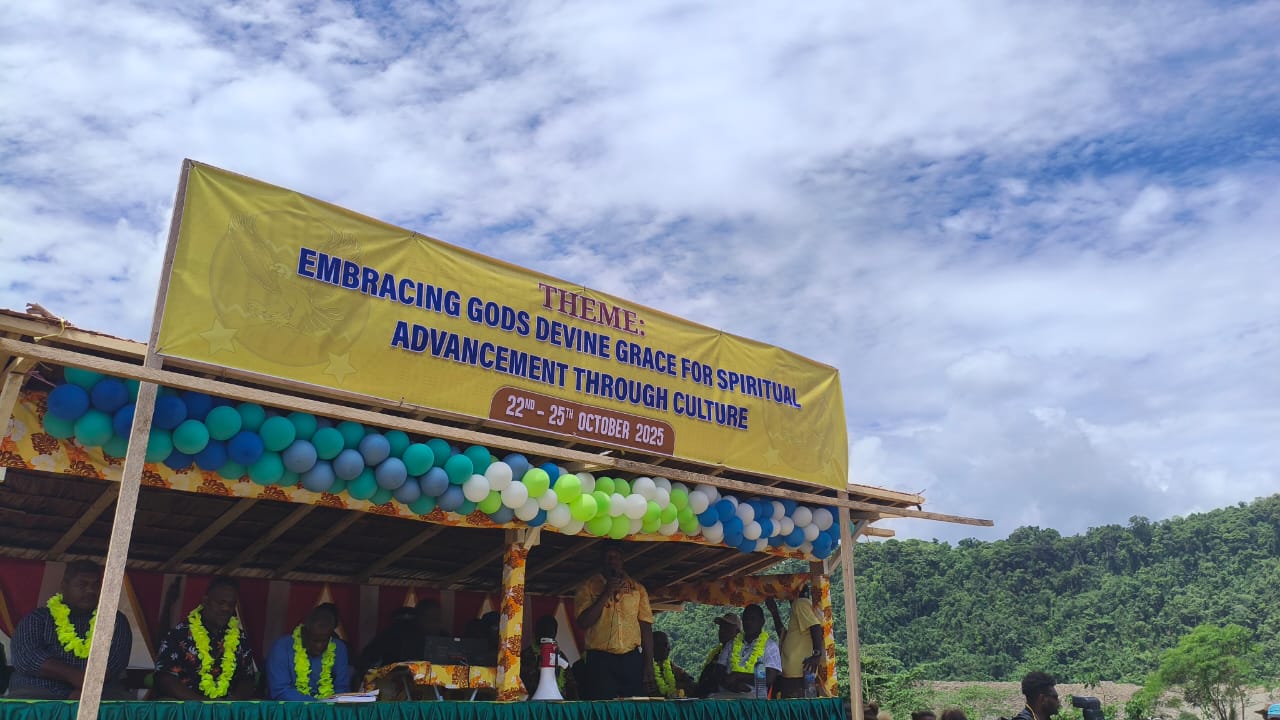 THEME:
EMBRACING GODS DEVINE GRACE FOR SPIRITUAL
ADVANCEMENT THROUGH CULTURE
22ND - 25TH OCTOBER 2025